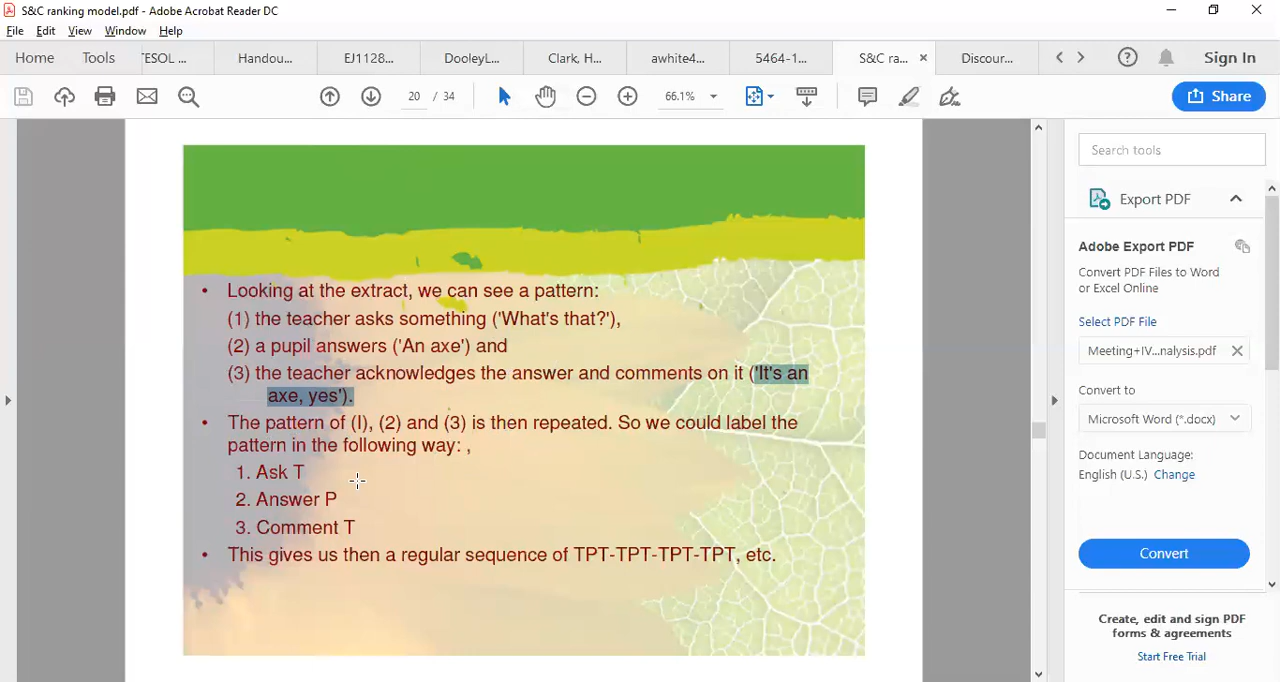 S&C ranking model.pdf - Adobe Acrobat Reader DC
File Edit View Window Help
Home Tools TESOL ... Handou... EJ1128... DooleyL... Clark, H... awhite4... 5464-1... S&C ra... Discour... Sign In
20 / 34 66.1% Share
Search tools
Export PDF
Adobe Export PDF
Convert PDF Files to Word
or Excel Online
Select PDF File
Meeting+IV...nalysis.pdf
Convert to
Microsoft Word (*.docx)
Document Language:
English (U.S.) Change
Convert
Create, edit and sign PDF
forms & agreements
Start Free Trial
• Looking at the extract, we can see a pattern:
(1) the teacher asks something ('What's that?'),
(2) a pupil answers ('An axe') and
(3) the teacher acknowledges the answer and comments on it ('It's an
axe, yes').
• The pattern of (I), (2) and (3) is then repeated. So we could label the
pattern in the following way: ,
1. Ask T
2. Answer P
3. Comment T
• This gives us then a regular sequence of TPT-TPT-TPT-TPT, etc.